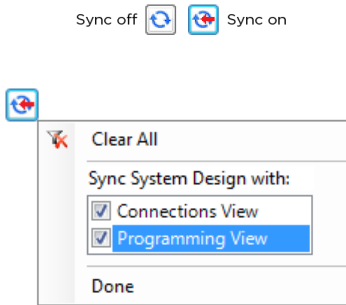 Sync off Sync on
Clear All
Sync System Design with:
Connections View
Programming View
Done